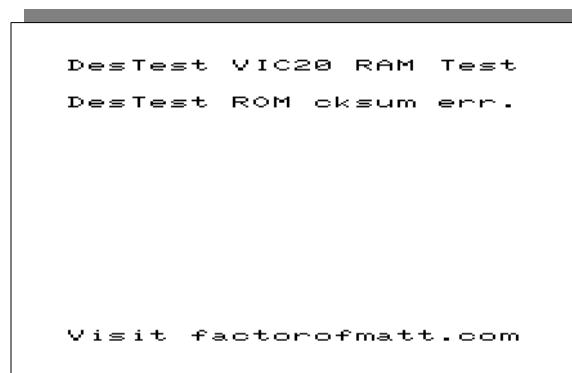 DesTest VIC20 RAM Test
DesTest ROM cksum err.
Visit factorofmatt.com